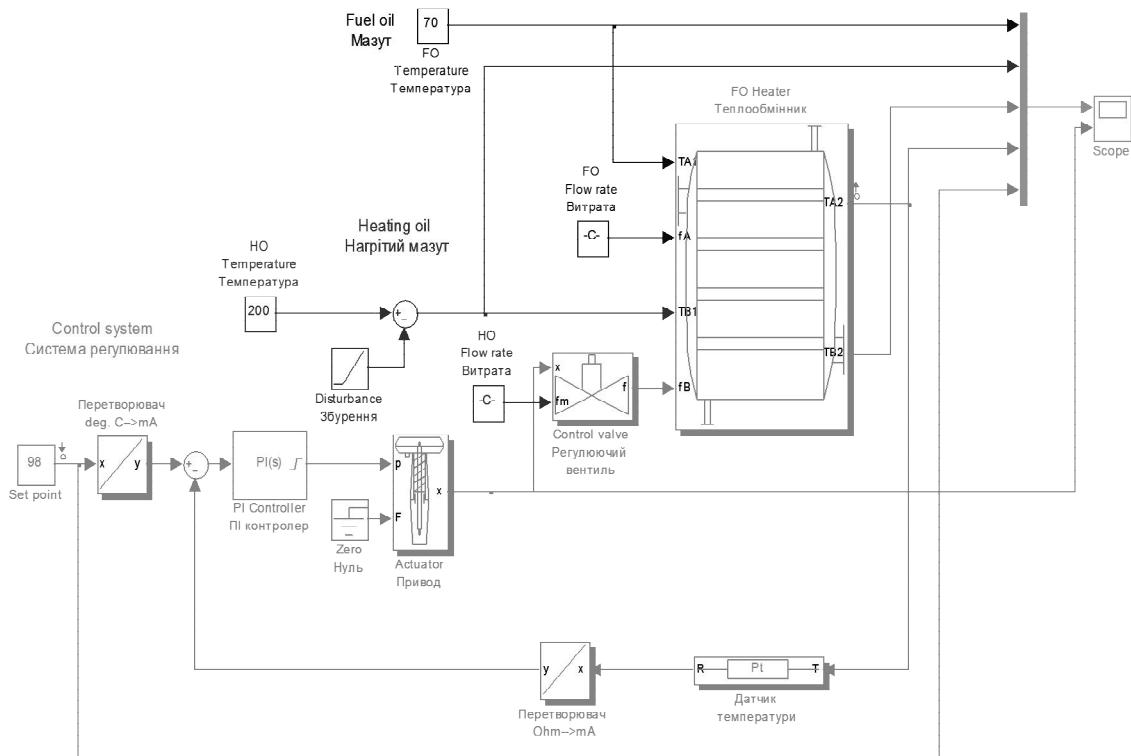 Fuel oil
Мазут
70
FO
Temperature
Температура
FO Heater
Теплообмінник
Scope
TA1
TA2
FO
Flow rate
Витрата
-C-
fA
Heating oil
Нагрітий мазут
HO
Temperature
Температура
200
TB1
TB2
HO
Flow rate
Витрата
-C-
x
fm
f
fB
Control valve
Регулюючий
вентиль
Disturbance
Збурення
Control system
Система регулювання
Перетворювач
deg. C-->mA
98
Set point
x
y
PI(s)
PI Controller
ПІ контролер
Zero
Нуль
p
F
x
Actuator
Привод
y
x
Перетворювач
Ohm-->mA
R
Pt
T
Датчик
температури